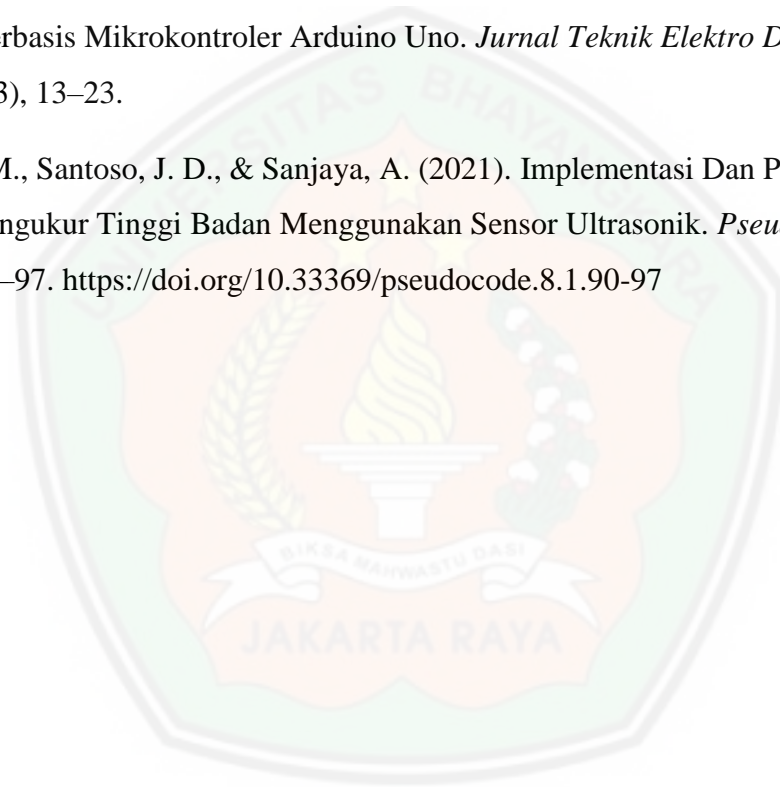 erbasis Mikrokontroler Arduino Uno. Jurnal Teknik Elektro D
3), 13–23.
M., Santoso, J. D., & Sanjaya, A. (2021). Implementasi Dan P
ngukur Tinggi Badan Menggunakan Sensor Ultrasonik. Pseu
–97. https://doi.org/10.33369/pseudocode.8.1.90-97
UNIVERSITAS BHAYANGKARA
BIKSA MAHWASTU DASI
JAKARTA RAYA